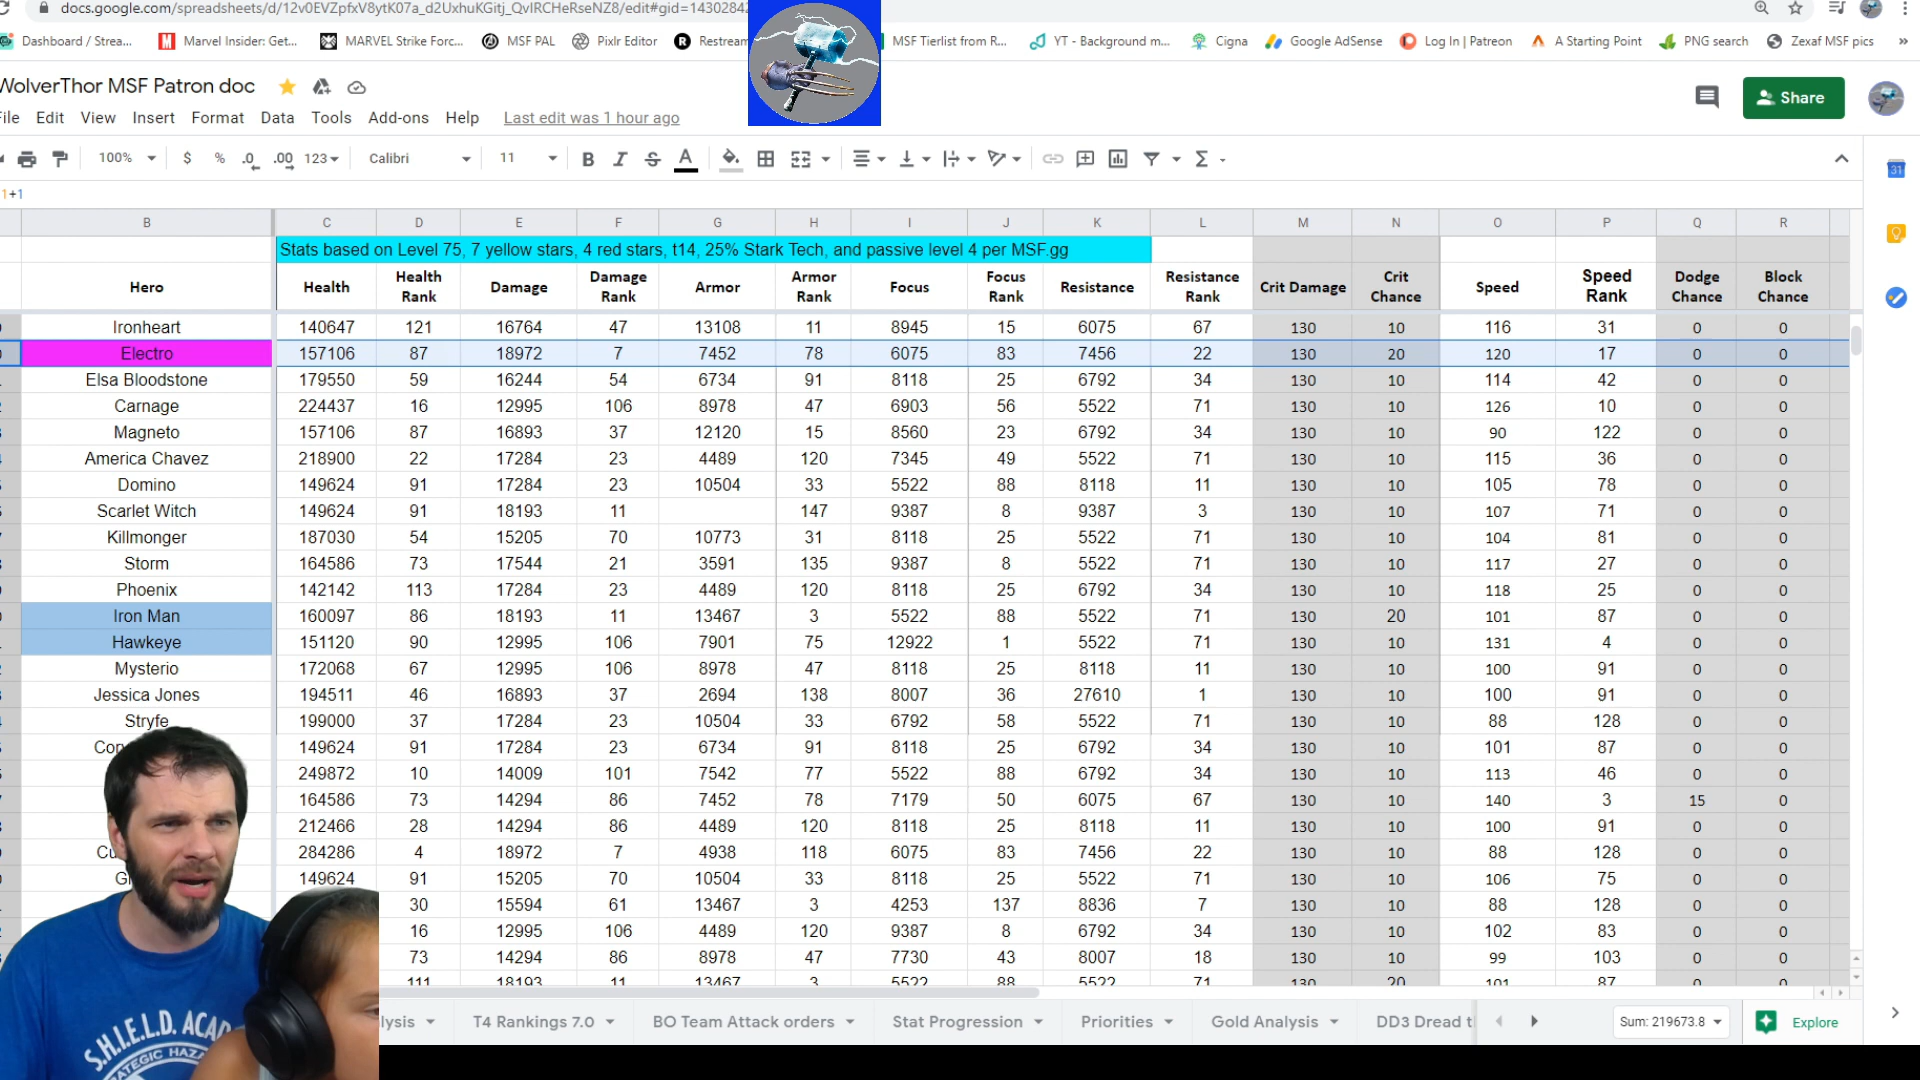 docs.google.com/spreadsheets/d/12v0EVZpfxV8ytK07a_d2UxhuKGitj_QvIRCHeRseNZ8/edit#gid=14302842
Dashboard / Strea... Marvel Insider: Get... MARVEL Strike Forc... MSF PAL Pixlr Editor Restream MSF Tierlist from R... YT - Background m... Cigna Google AdSense Log In | Patreon A Starting Point PNG search Zexaf MSF pics »
WolverThor MSF Patron doc
Share
File Edit View Insert Format Data Tools Add-ons Help Last edit was 1 hour ago
100% $ % .0 .00 123 Calibri 11 B I S A Σ
1+1
31
B C D E F G H I J K L M N O P Q R
Stats based on Level 75, 7 yellow stars, 4 red stars, t14, 25% Stark Tech, and passive level 4 per MSF.gg
Hero Health Health Rank Damage Damage Rank Armor Armor Rank Focus Focus Rank Resistance Resistance Rank Crit Damage Crit Chance Speed Speed Rank Dodge Chance Block Chance
Ironheart 140647 121 16764 47 13108 11 8945 15 6075 67 130 10 116 31 0 0
Electro 157106 87 18972 7 7452 78 6075 83 7456 22 130 20 120 17 0 0
Elsa Bloodstone 179550 59 16244 54 6734 91 8118 25 6792 34 130 10 114 42 0 0
Carnage 224437 16 12995 106 8978 47 6903 56 5522 71 130 10 126 10 0 0
Magneto 157106 87 16893 37 12120 15 8560 23 6792 34 130 10 90 122 0 0
America Chavez 218900 22 17284 23 4489 120 7345 49 5522 71 130 10 115 36 0 0
Domino 149624 91 17284 23 10504 33 5522 88 8118 11 130 10 105 78 0 0
Scarlet Witch 149624 91 18193 11 147 9387 8 9387 3 130 10 107 71 0 0
Killmonger 187030 54 15205 70 10773 31 8118 25 5522 71 130 10 104 81 0 0
Storm 164586 73 17544 21 3591 135 9387 8 5522 71 130 10 117 27 0 0
Phoenix 142142 113 17284 23 4489 120 8118 25 6792 34 130 10 118 25 0 0
Iron Man 160097 86 18193 11 13467 3 5522 88 5522 71 130 20 101 87 0 0
Hawkeye 151120 90 12995 106 7901 75 12922 1 5522 71 130 10 131 4 0 0
Mysterio 172068 67 12995 106 8978 47 8118 25 8118 11 130 10 100 91 0 0
Jessica Jones 194511 46 16893 37 2694 138 8007 36 27610 1 130 10 100 91 0 0
Stryfe 199000 37 17284 23 10504 33 6792 58 5522 71 130 10 88 128 0 0
149624 91 17284 23 6734 91 8118 25 6792 34 130 10 101 87 0 0
249872 10 14009 101 7542 77 5522 88 6792 34 130 10 113 46 0 0
164586 73 14294 86 7452 78 7179 50 6075 67 130 10 140 3 15 0
212466 28 14294 86 4489 120 8118 25 8118 11 130 10 100 91 0 0
284286 4 18972 7 4938 118 6075 83 7456 22 130 10 88 128 0 0
149624 91 15205 70 10504 33 8118 25 5522 71 130 10 106 75 0 0
30 15594 61 13467 3 4253 137 8836 7 130 10 88 128 0 0
16 12995 106 4489 120 9387 8 6792 34 130 10 102 83 0 0
73 14294 86 8978 47 7730 43 8007 18 130 10 99 103 0 0
111 18193 11 13467 3 5522 88 5522 71 130 20 101 87 0 0
S.H.I.E.L.D. ACA
lysis T4 Rankings 7.0 BO Team Attack orders Stat Progression Priorities Gold Analysis DD3 Dread t Sum: 219673.8 Explore